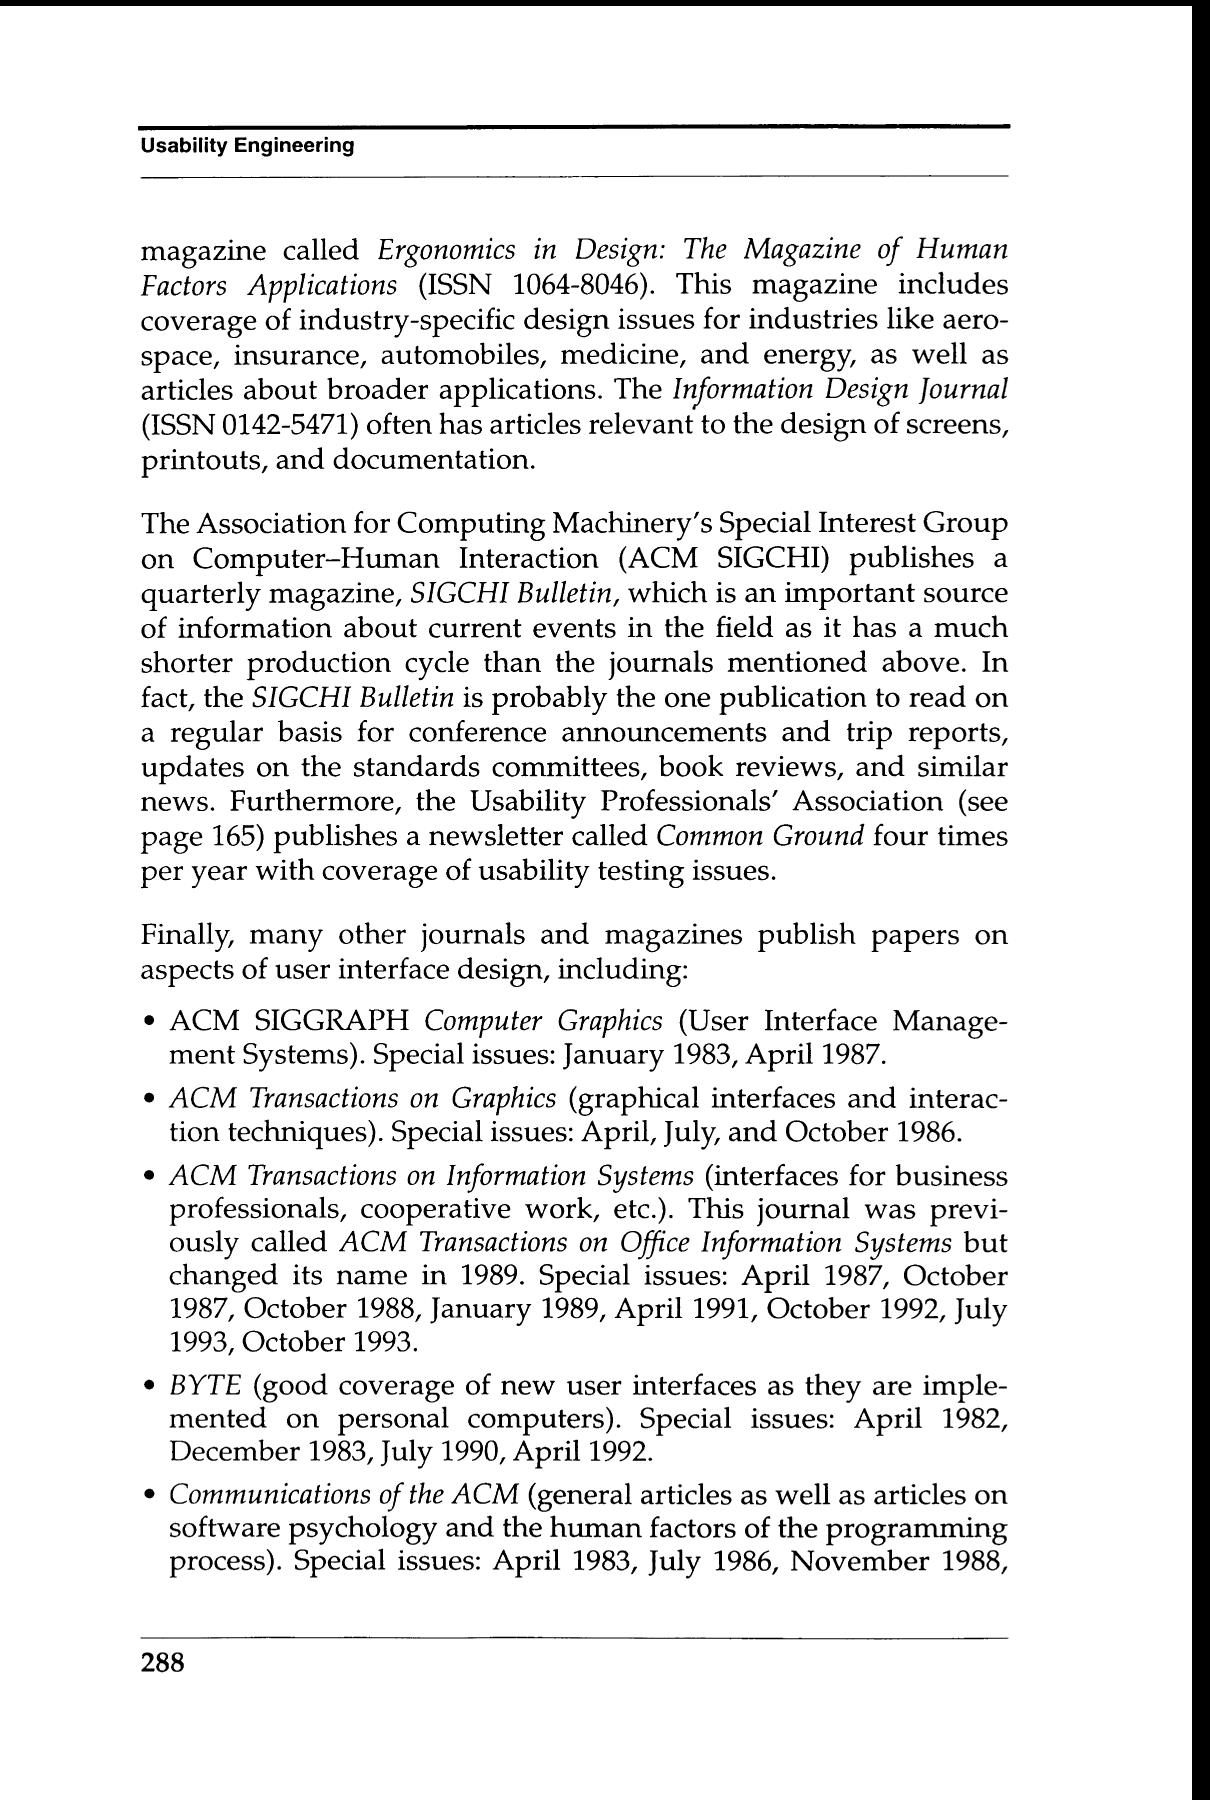 Usability Engineering
magazine called Ergonomics in Design: The Magazine of Human
Factors Applications (ISSN 1064-8046). This magazine includes
coverage of industry-specific design issues for industries like aero-
space, insurance, automobiles, medicine, and energy, as well as
articles about broader applications. The Information Design Journal
(ISSN 0142-5471) often has articles relevant to the design of screens,
printouts, and documentation.
The Association for Computing Machinery's Special Interest Group
on Computer–Human Interaction (ACM SIGCHI) publishes a
quarterly magazine, SIGCHI Bulletin, which is an important source
of information about current events in the field as it has a much
shorter production cycle than the journals mentioned above. In
fact, the SIGCHI Bulletin is probably the one publication to read on
a regular basis for conference announcements and trip reports,
updates on the standards committees, book reviews, and similar
news. Furthermore, the Usability Professionals' Association (see
page 165) publishes a newsletter called Common Ground four times
per year with coverage of usability testing issues.
Finally, many other journals and magazines publish papers on
aspects of user interface design, including:
• ACM SIGGRAPH Computer Graphics (User Interface Manage-
ment Systems). Special issues: January 1983, April 1987.
• ACM Transactions on Graphics (graphical interfaces and interac-
tion techniques). Special issues: April, July, and October 1986.
• ACM Transactions on Information Systems (interfaces for business
professionals, cooperative work, etc.). This journal was previ-
ously called ACM Transactions on Office Information Systems but
changed its name in 1989. Special issues: April 1987, October
1987, October 1988, January 1989, April 1991, October 1992, July
1993, October 1993.
• BYTE (good coverage of new user interfaces as they are imple-
mented on personal computers). Special issues: April 1982,
December 1983, July 1990, April 1992.
• Communications of the ACM (general articles as well as articles on
software psychology and the human factors of the programming
process). Special issues: April 1983, July 1986, November 1988,
288